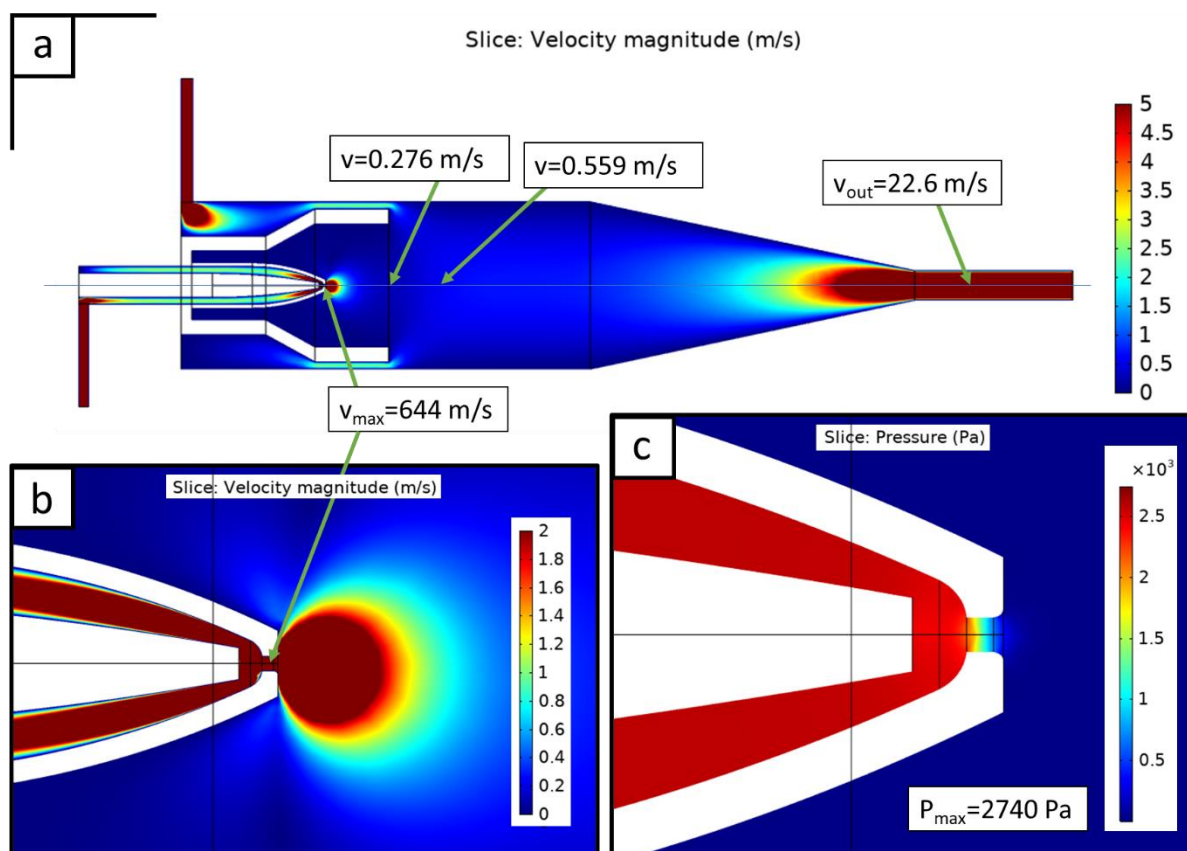 a
Slice: Velocity magnitude (m/s)
v=0.276 m/s
v=0.559 m/s
vout=22.6 m/s
5
4.5
4
3.5
3
2.5
2
1.5
1
0.5
0
vmax=644 m/s
b
Slice: Velocity magnitude (m/s)
2
1.8
1.6
1.4
1.2
1
0.8
0.6
0.4
0.2
0
c
Slice: Pressure (Pa)
×10³
2.5
2
1.5
1
0.5
Pmax=2740 Pa